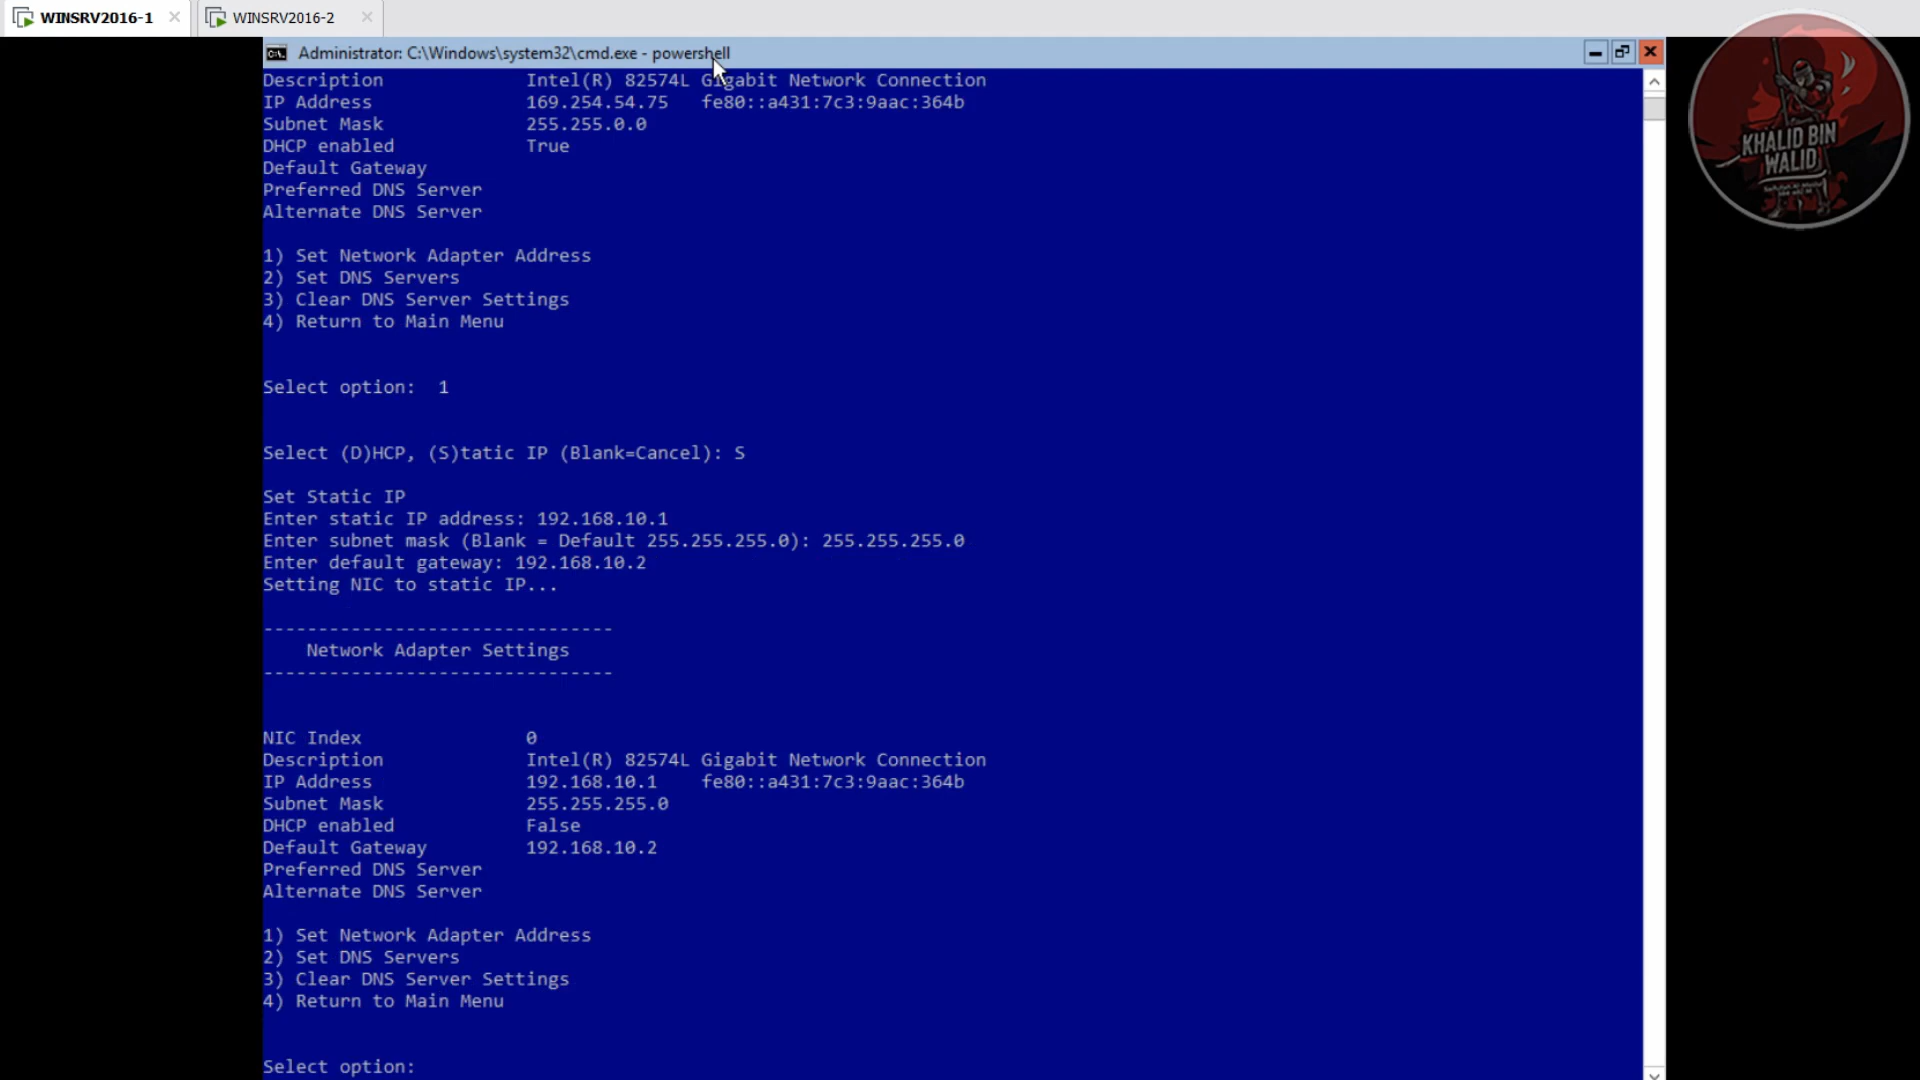 WINSRV2016-1
WINSRV2016-2
Administrator: C:\Windows\system32\cmd.exe - powershell
Description Intel(R) 82574L Gigabit Network Connection
IP Address 169.254.54.75 fe80::a431:7c3:9aac:364b
Subnet Mask 255.255.0.0
DHCP enabled True
Default Gateway
Preferred DNS Server
Alternate DNS Server
1) Set Network Adapter Address
2) Set DNS Servers
3) Clear DNS Server Settings
4) Return to Main Menu
Select option: 1
Select (D)HCP, (S)tatic IP (Blank=Cancel): S
Set Static IP
Enter static IP address: 192.168.10.1
Enter subnet mask (Blank = Default 255.255.255.0): 255.255.255.0
Enter default gateway: 192.168.10.2
Setting NIC to static IP...
--------------------------------
Network Adapter Settings
--------------------------------
NIC Index 0
Description Intel(R) 82574L Gigabit Network Connection
IP Address 192.168.10.1 fe80::a431:7c3:9aac:364b
Subnet Mask 255.255.255.0
DHCP enabled False
Default Gateway 192.168.10.2
Preferred DNS Server
Alternate DNS Server
1) Set Network Adapter Address
2) Set DNS Servers
3) Clear DNS Server Settings
4) Return to Main Menu
Select option:
KHALID BIN
WALID